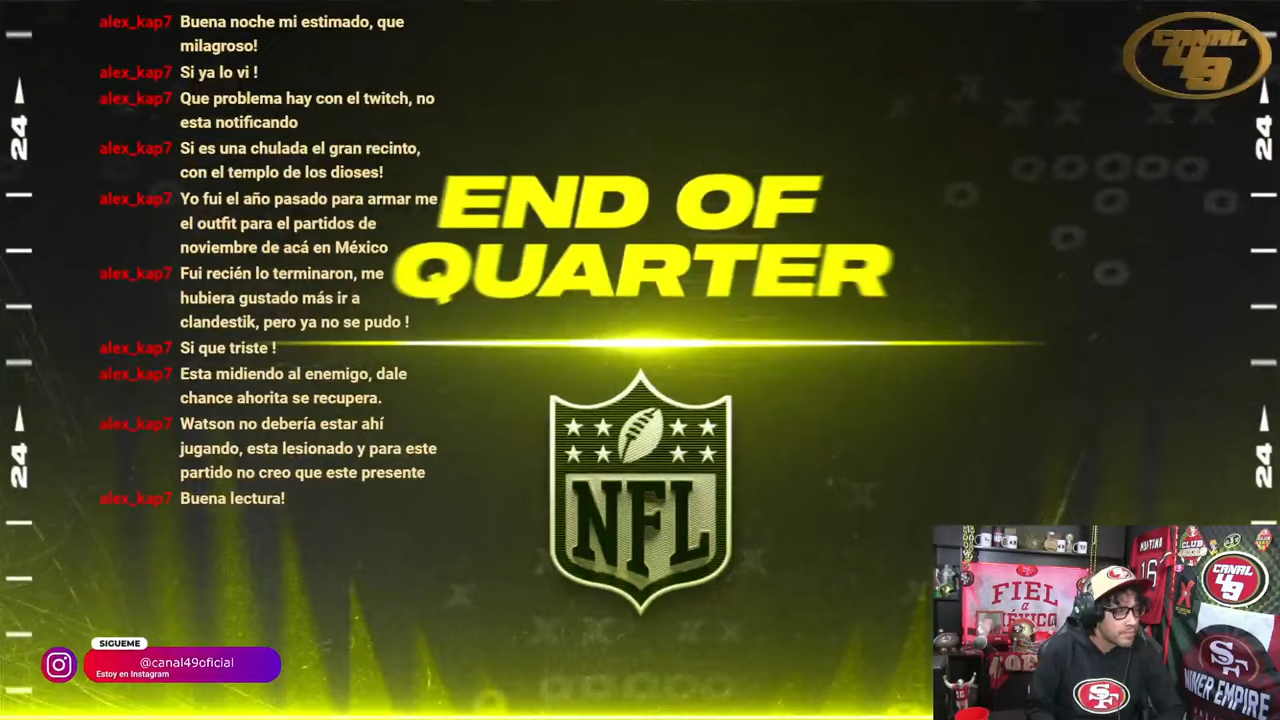 alex_kap7 Buena noche mi estimado, que
milagroso!
alex_kap7 Si ya lo vi !
alex_kap7 Que problema hay con el twitch, no
esta notificando
alex_kap7 Si es una chulada el gran recinto,
con el templo de los dioses!
alex_kap7 Yo fui el año pasado para armar me
el outfit para el partidos de
noviembre de acá en México
alex_kap7 Fui recién lo terminaron, me
hubiera gustado más ir a
clandestik, pero ya no se pudo !
alex_kap7 Si que triste !
alex_kap7 Esta midiendo al enemigo, dale
chance ahorita se recupera.
alex_kap7 Watson no debería estar ahí
jugando, esta lesionado y para este
partido no creo que este presente
alex_kap7 Buena lectura!
CANAL
49
24
24
24
24
END OF
QUARTER
NFL
SIGUEME
@canal49oficial
Estoy en Instagram
FIEL
a
MÉXICO
MONTANA
16
CANAL
49
SF
SF
NINER EMPIRE